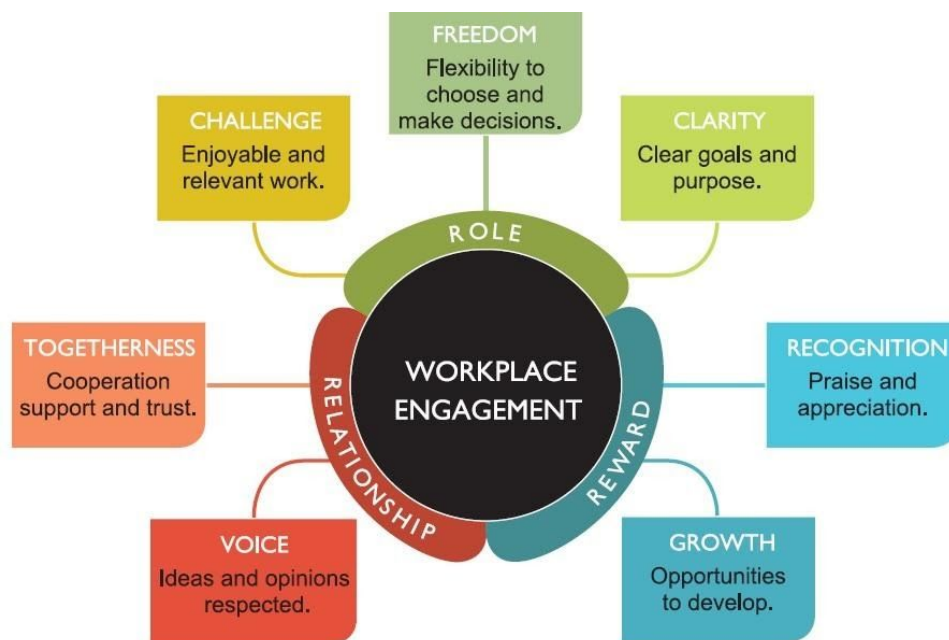 FREEDOM
Flexibility to
choose and
make decisions.
CHALLENGE
Enjoyable and
relevant work.
CLARITY
Clear goals and
purpose.
ROLE
TOGETHERNESS
Cooperation
support and trust.
RELATIONSHIP
WORKPLACE
ENGAGEMENT
REWARD
RECOGNITION
Praise and
appreciation.
VOICE
Ideas and opinions
respected.
GROWTH
Opportunities
to develop.